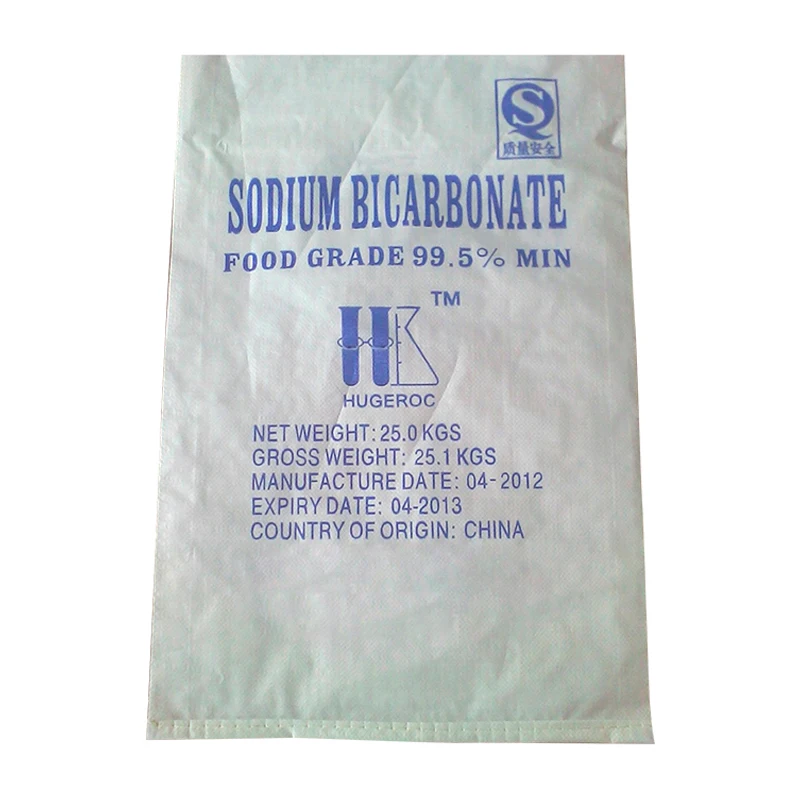 质量安全
SODIUM BICARBONATE
FOOD GRADE 99.5% MIN
TM
HUGEROC
NET WEIGHT: 25.0 KGS
GROSS WEIGHT: 25.1 KGS
MANUFACTURE DATE: 04-2012
EXPIRY DATE: 04-2013
COUNTRY OF ORIGIN: CHINA